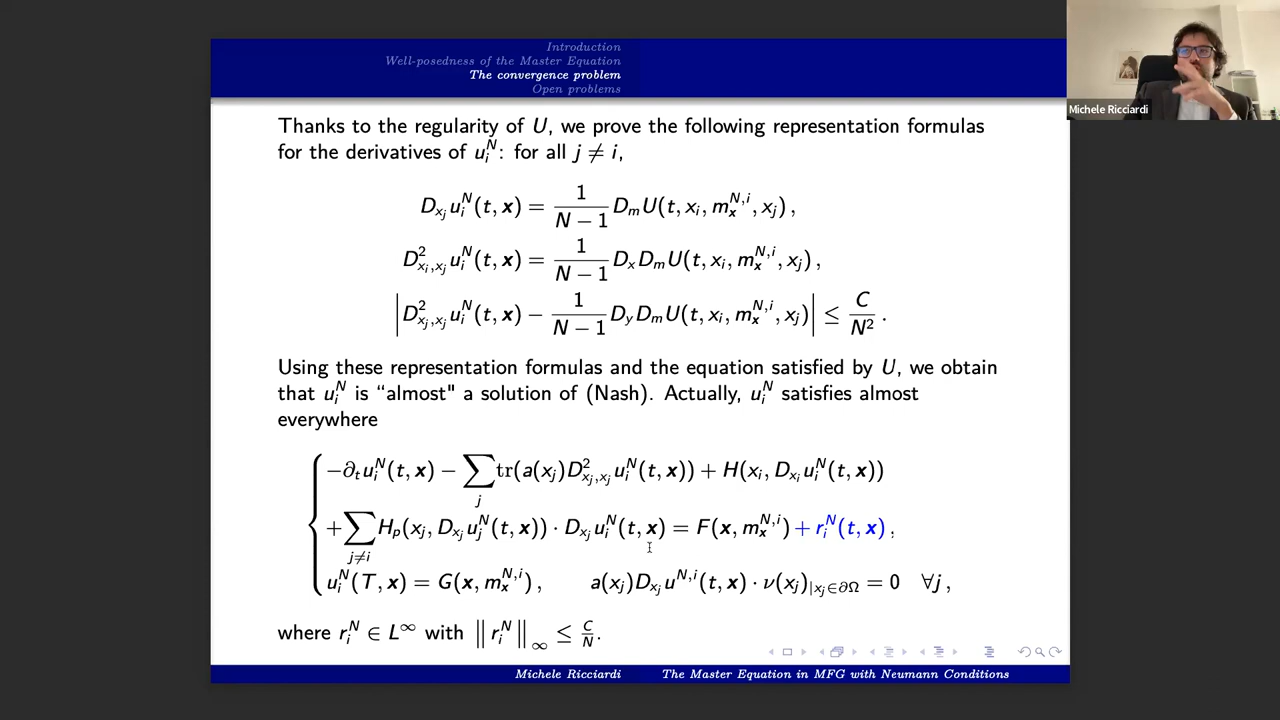 Introduction
Well-posedness of the Master Equation
The convergence problem
Open problems
Michele Ricciardi
Thanks to the regularity of U, we prove the following representation formulas
for the derivatives of u_i^N: for all j ≠ i,
D_{x_j} u_i^N(t, x) = \frac{1}{N − 1} D_m U(t, x_i, m_x^{N,i}, x_j) ,
D^2_{x_i,x_j} u_i^N(t, x) = \frac{1}{N − 1} D_x D_m U(t, x_i, m_x^{N,i}, x_j) ,
|D^2_{x_j,x_j} u_i^N(t, x) − \frac{1}{N − 1} D_y D_m U(t, x_i, m_x^{N,i}, x_j)| ≤ \frac{C}{N^2} .
Using these representation formulas and the equation satisfied by U, we obtain
that u_i^N is “almost" a solution of (Nash). Actually, u_i^N satisfies almost
everywhere
−∂_t u_i^N(t, x) − ∑_j tr(a(x_j) D^2_{x_j,x_j} u_i^N(t, x)) + H(x_i, D_{x_i} u_i^N(t, x))
+ ∑_{j≠i} H_p(x_j, D_{x_j} u_j^N(t, x)) · D_{x_j} u_i^N(t, x) = F(x, m_x^{N,i}) + r_i^N(t, x) ,
u_i^N(T, x) = G(x, m_x^{N,i}) , a(x_j) D_{x_j} u^{N,i}(t, x) · ν(x_j)_{|x_j∈∂Ω} = 0 ∀j ,
where r_i^N ∈ L^∞ with ‖r_i^N‖_∞ ≤ \frac{C}{N}.
Michele Ricciardi The Master Equation in MFG with Neumann Conditions